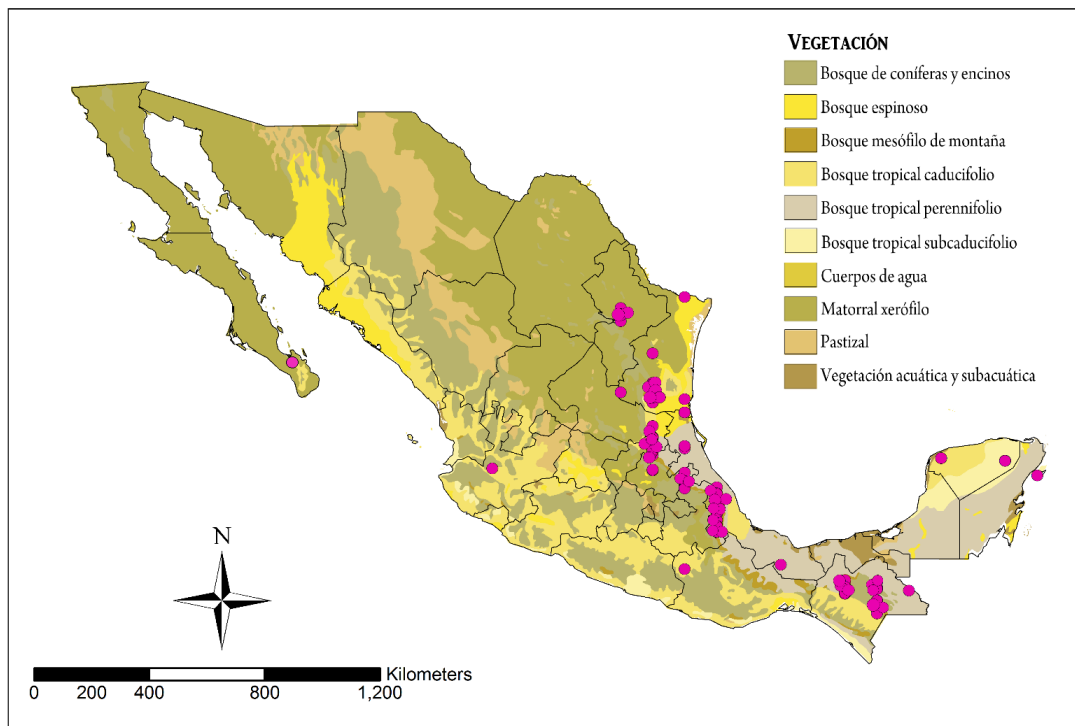 VEGETACIÓN
Bosque de coníferas y encinos
Bosque espinoso
Bosque mesófilo de montaña
Bosque tropical caducifolio
Bosque tropical perennifolio
Bosque tropical subcaducifolio
Cuerpos de agua
Matorral xerófilo
Pastizal
Vegetación acuática y subacuática
N
Kilometers
0 200 400 800 1,200